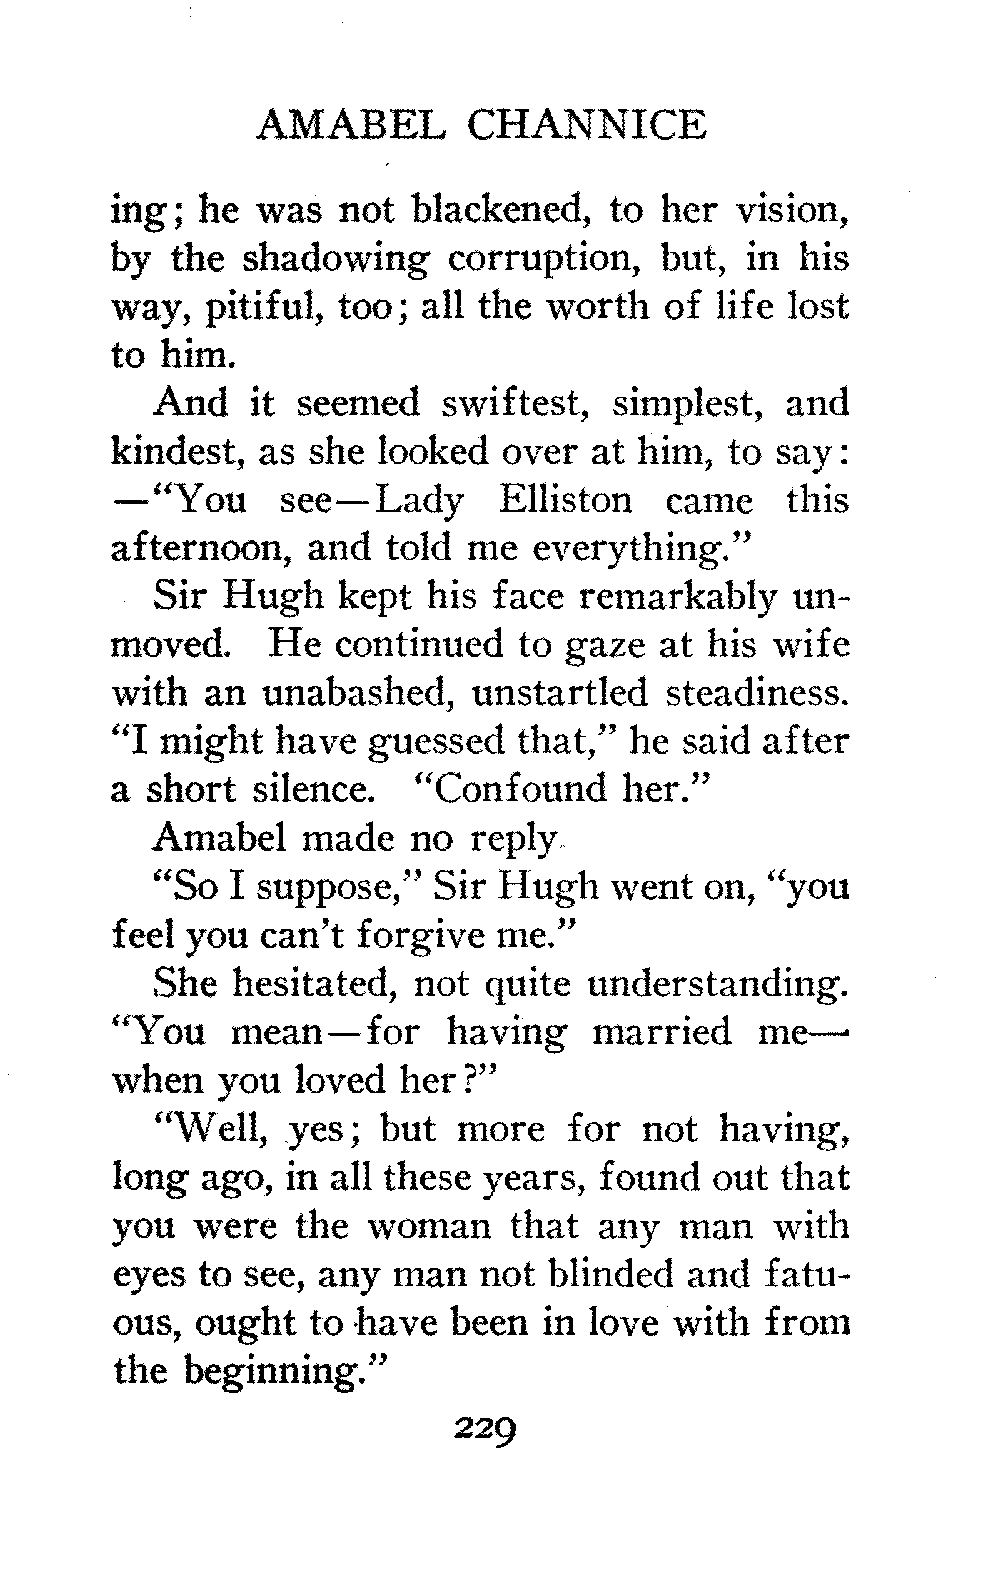 AMABEL CHANNICE
ing; he was not blackened, to her vision,
by the shadowing corruption, but, in his
way, pitiful, too; all the worth of life lost
to him.
And it seemed swiftest, simplest, and
kindest, as she looked over at him, to say:
—"You see—Lady Elliston came this
afternoon, and told me everything."
Sir Hugh kept his face remarkably un-
moved. He continued to gaze at his wife
with an unabashed, unstartled steadiness.
"I might have guessed that," he said after
a short silence. "Confound her."
Amabel made no reply.
"So I suppose," Sir Hugh went on, "you
feel you can't forgive me."
She hesitated, not quite understanding.
"You mean—for having married me—
when you loved her?"
"Well, yes; but more for not having,
long ago, in all these years, found out that
you were the woman that any man with
eyes to see, any man not blinded and fatu-
ous, ought to have been in love with from
the beginning."
229